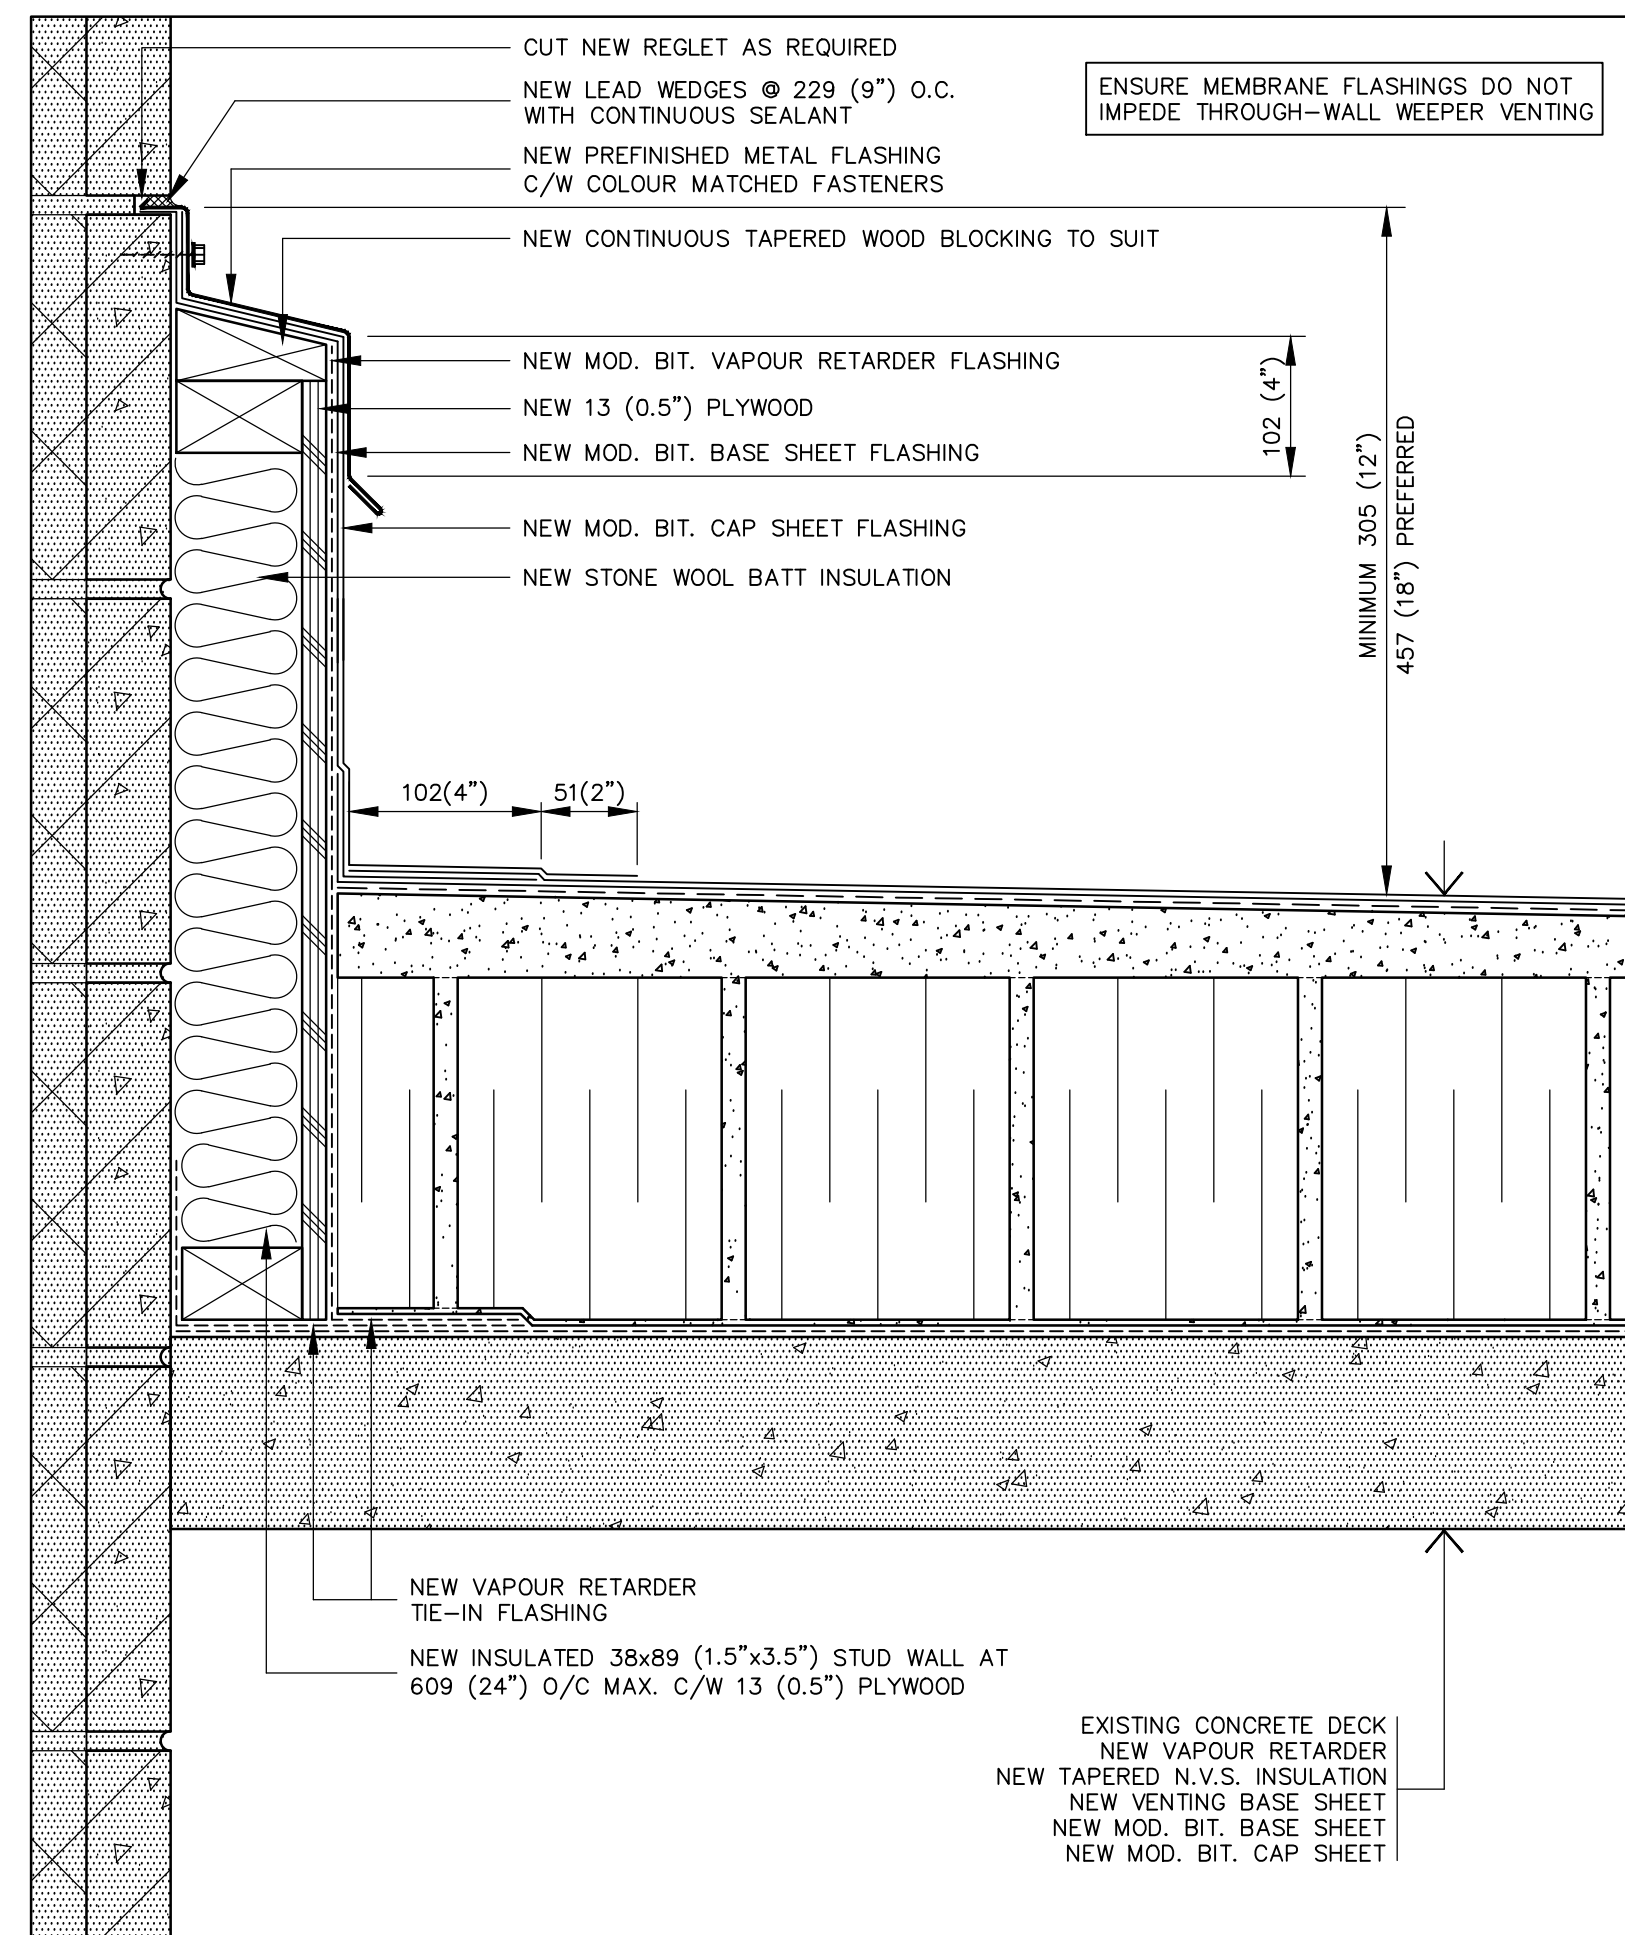 CUT NEW REGLET AS REQUIRED
NEW LEAD WEDGES @ 229 (9") O.C.
WITH CONTINUOUS SEALANT
ENSURE MEMBRANE FLASHINGS DO NOT
IMPEDE THROUGH-WALL WEEPER VENTING
NEW PREFINISHED METAL FLASHING
C/W COLOUR MATCHED FASTENERS
NEW CONTINUOUS TAPERED WOOD BLOCKING TO SUIT
NEW MOD. BIT. VAPOUR RETARDER FLASHING
NEW 13 (0.5") PLYWOOD
NEW MOD. BIT. BASE SHEET FLASHING
102 (4")
NEW MOD. BIT. CAP SHEET FLASHING
NEW STONE WOOL BATT INSULATION
MINIMUM 305 (12")
457 (18") PREFERRED
102(4")
51(2")
NEW VAPOUR RETARDER
TIE-IN FLASHING
NEW INSULATED 38x89 (1.5"x3.5") STUD WALL AT
609 (24") O/C MAX. C/W 13 (0.5") PLYWOOD
EXISTING CONCRETE DECK
NEW VAPOUR RETARDER
NEW TAPERED N.V.S. INSULATION
NEW VENTING BASE SHEET
NEW MOD. BIT. BASE SHEET
NEW MOD. BIT. CAP SHEET